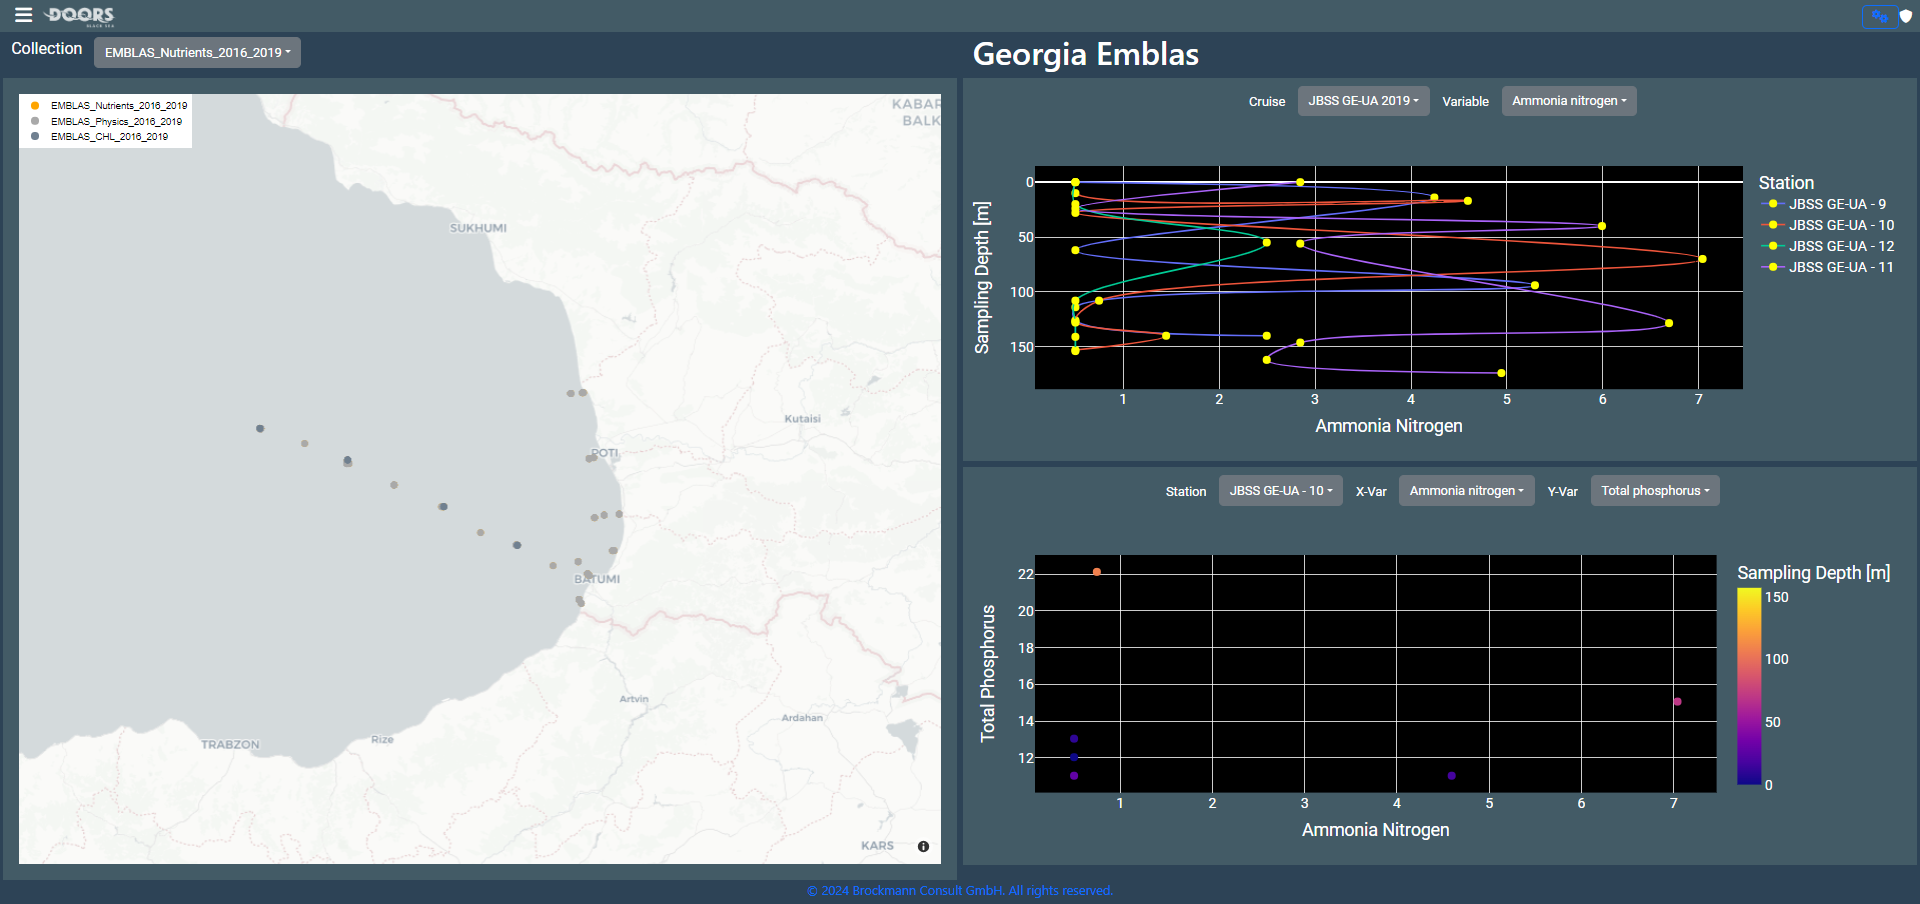 DOORS
BLACK SEA
Collection
EMBLAS_Nutrients_2016_2019
Georgia Emblas
EMBLAS_Nutrients_2016_2019
EMBLAS_Physics_2016_2019
EMBLAS_CHL_2016_2019
KABAR
BALK
SUKHUMI
Kutaisi
POTI
BATUMI
Artvin
Ardahan
TRABZON
Rize
KARS
Cruise
JBSS GE-UA 2019
Variable
Ammonia nitrogen
Sampling Depth [m]
0
50
100
150
1
2
3
4
5
6
7
Ammonia Nitrogen
Station
JBSS GE-UA - 9
JBSS GE-UA - 10
JBSS GE-UA - 12
JBSS GE-UA - 11
Station
JBSS GE-UA - 10
X-Var
Ammonia nitrogen
Y-Var
Total phosphorus
Total Phosphorus
22
20
18
16
14
12
1
2
3
4
5
6
7
Ammonia Nitrogen
Sampling Depth [m]
150
100
50
0
© 2024 Brockmann Consult GmbH. All rights reserved.